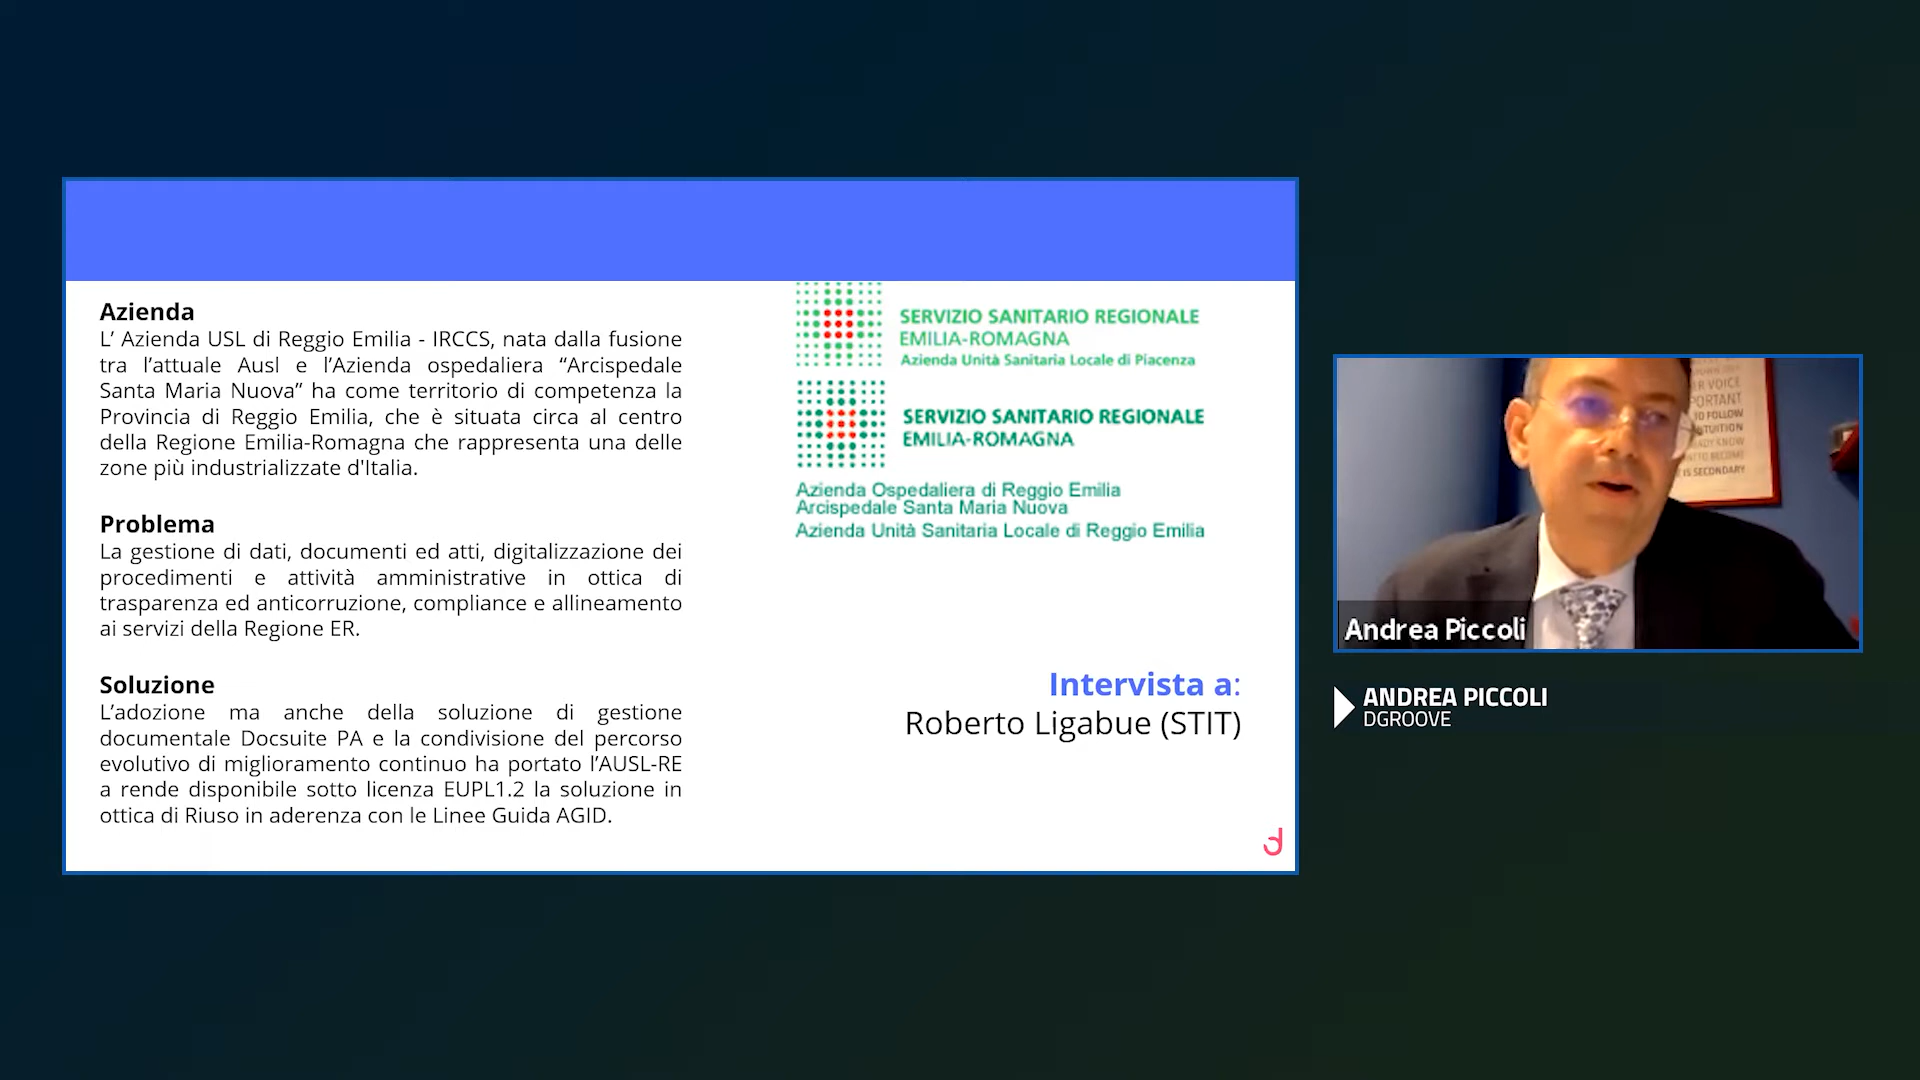 Azienda
L’ Azienda USL di Reggio Emilia - IRCCS, nata dalla fusione
tra l’attuale Ausl e l’Azienda ospedaliera “Arcispedale
Santa Maria Nuova” ha come territorio di competenza la
Provincia di Reggio Emilia, che è situata circa al centro
della Regione Emilia-Romagna che rappresenta una delle
zone più industrializzate d'Italia.
Problema
La gestione di dati, documenti ed atti, digitalizzazione dei
procedimenti e attività amministrative in ottica di
trasparenza ed anticorruzione, compliance e allineamento
ai servizi della Regione ER.
Soluzione
L’adozione ma anche della soluzione di gestione
documentale Docsuite PA e la condivisione del percorso
evolutivo di miglioramento continuo ha portato l’AUSL-RE
a rende disponibile sotto licenza EUPL1.2 la soluzione in
ottica di Riuso in aderenza con le Linee Guida AGID.
SERVIZIO SANITARIO REGIONALE
EMILIA-ROMAGNA
Azienda Unità Sanitaria Locale di Piacenza
SERVIZIO SANITARIO REGIONALE
EMILIA-ROMAGNA
Azienda Ospedaliera di Reggio Emilia
Arcispedale Santa Maria Nuova
Azienda Unità Sanitaria Locale di Reggio Emilia
Intervista a:
Roberto Ligabue (STIT)
VOICE
TO FOLLOW
KNOW
TO BECOME
IS SECONDARY
Andrea Piccoli
ANDREA PICCOLI
DGROOVE